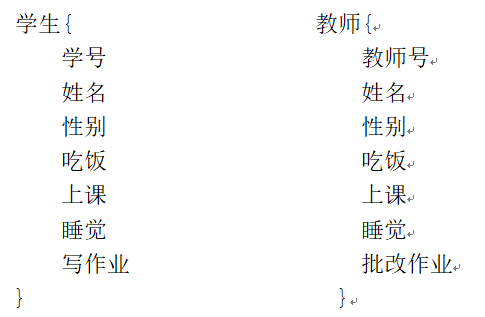 学生{ 教师{
学号 教师号
姓名 姓名
性别 性别
吃饭 吃饭
上课 上课
睡觉 睡觉
写作业 批改作业
} }